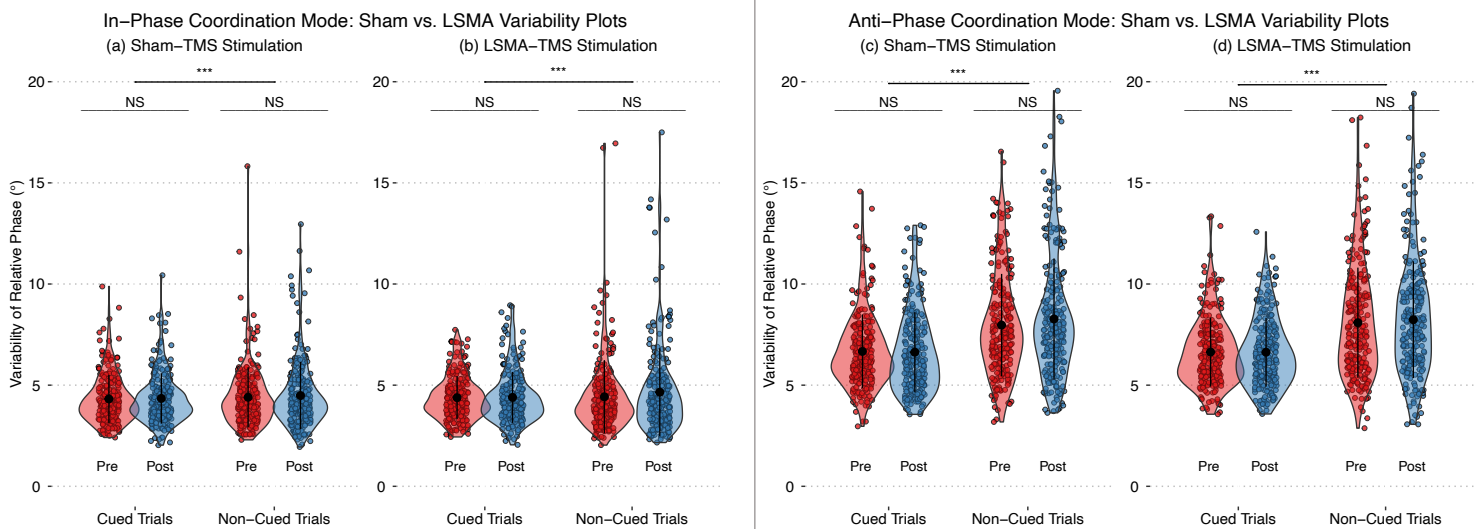 In-Phase Coordination Mode: Sham vs. LSMA Variability Plots
(a) Sham−TMS Stimulation
(b) LSMA−TMS Stimulation
Variability of Relative Phase (°)
20
15
10
5
0
***
NS
NS
Pre
Post
Pre
Post
Cued Trials
Non−Cued Trials
20
15
10
5
0
***
NS
NS
Pre
Post
Pre
Post
Cued Trials
Non−Cued Trials
Anti-Phase Coordination Mode: Sham vs. LSMA Variability Plots
(c) Sham−TMS Stimulation
(d) LSMA−TMS Stimulation
Variability of Relative Phase (°)
20
15
10
5
0
***
NS
NS
Pre
Post
Pre
Post
Cued Trials
Non−Cued Trials
20
15
10
5
0
***
NS
NS
Pre
Post
Pre
Post
Cued Trials
Non−Cued Trials